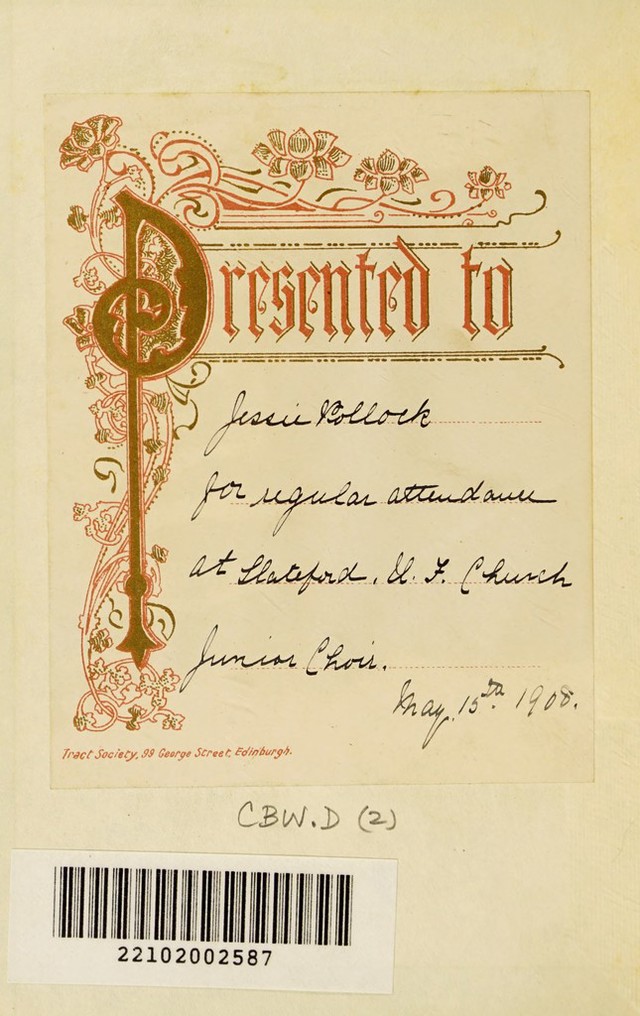 Presented to
Jessie Pollock
for regular attendance
at Slateford. U. F. Church
Junior Choir.
May. 15th 1908.
Tract Society, 99 George Street, Edinburgh.
CBW.D (2)
22102002587